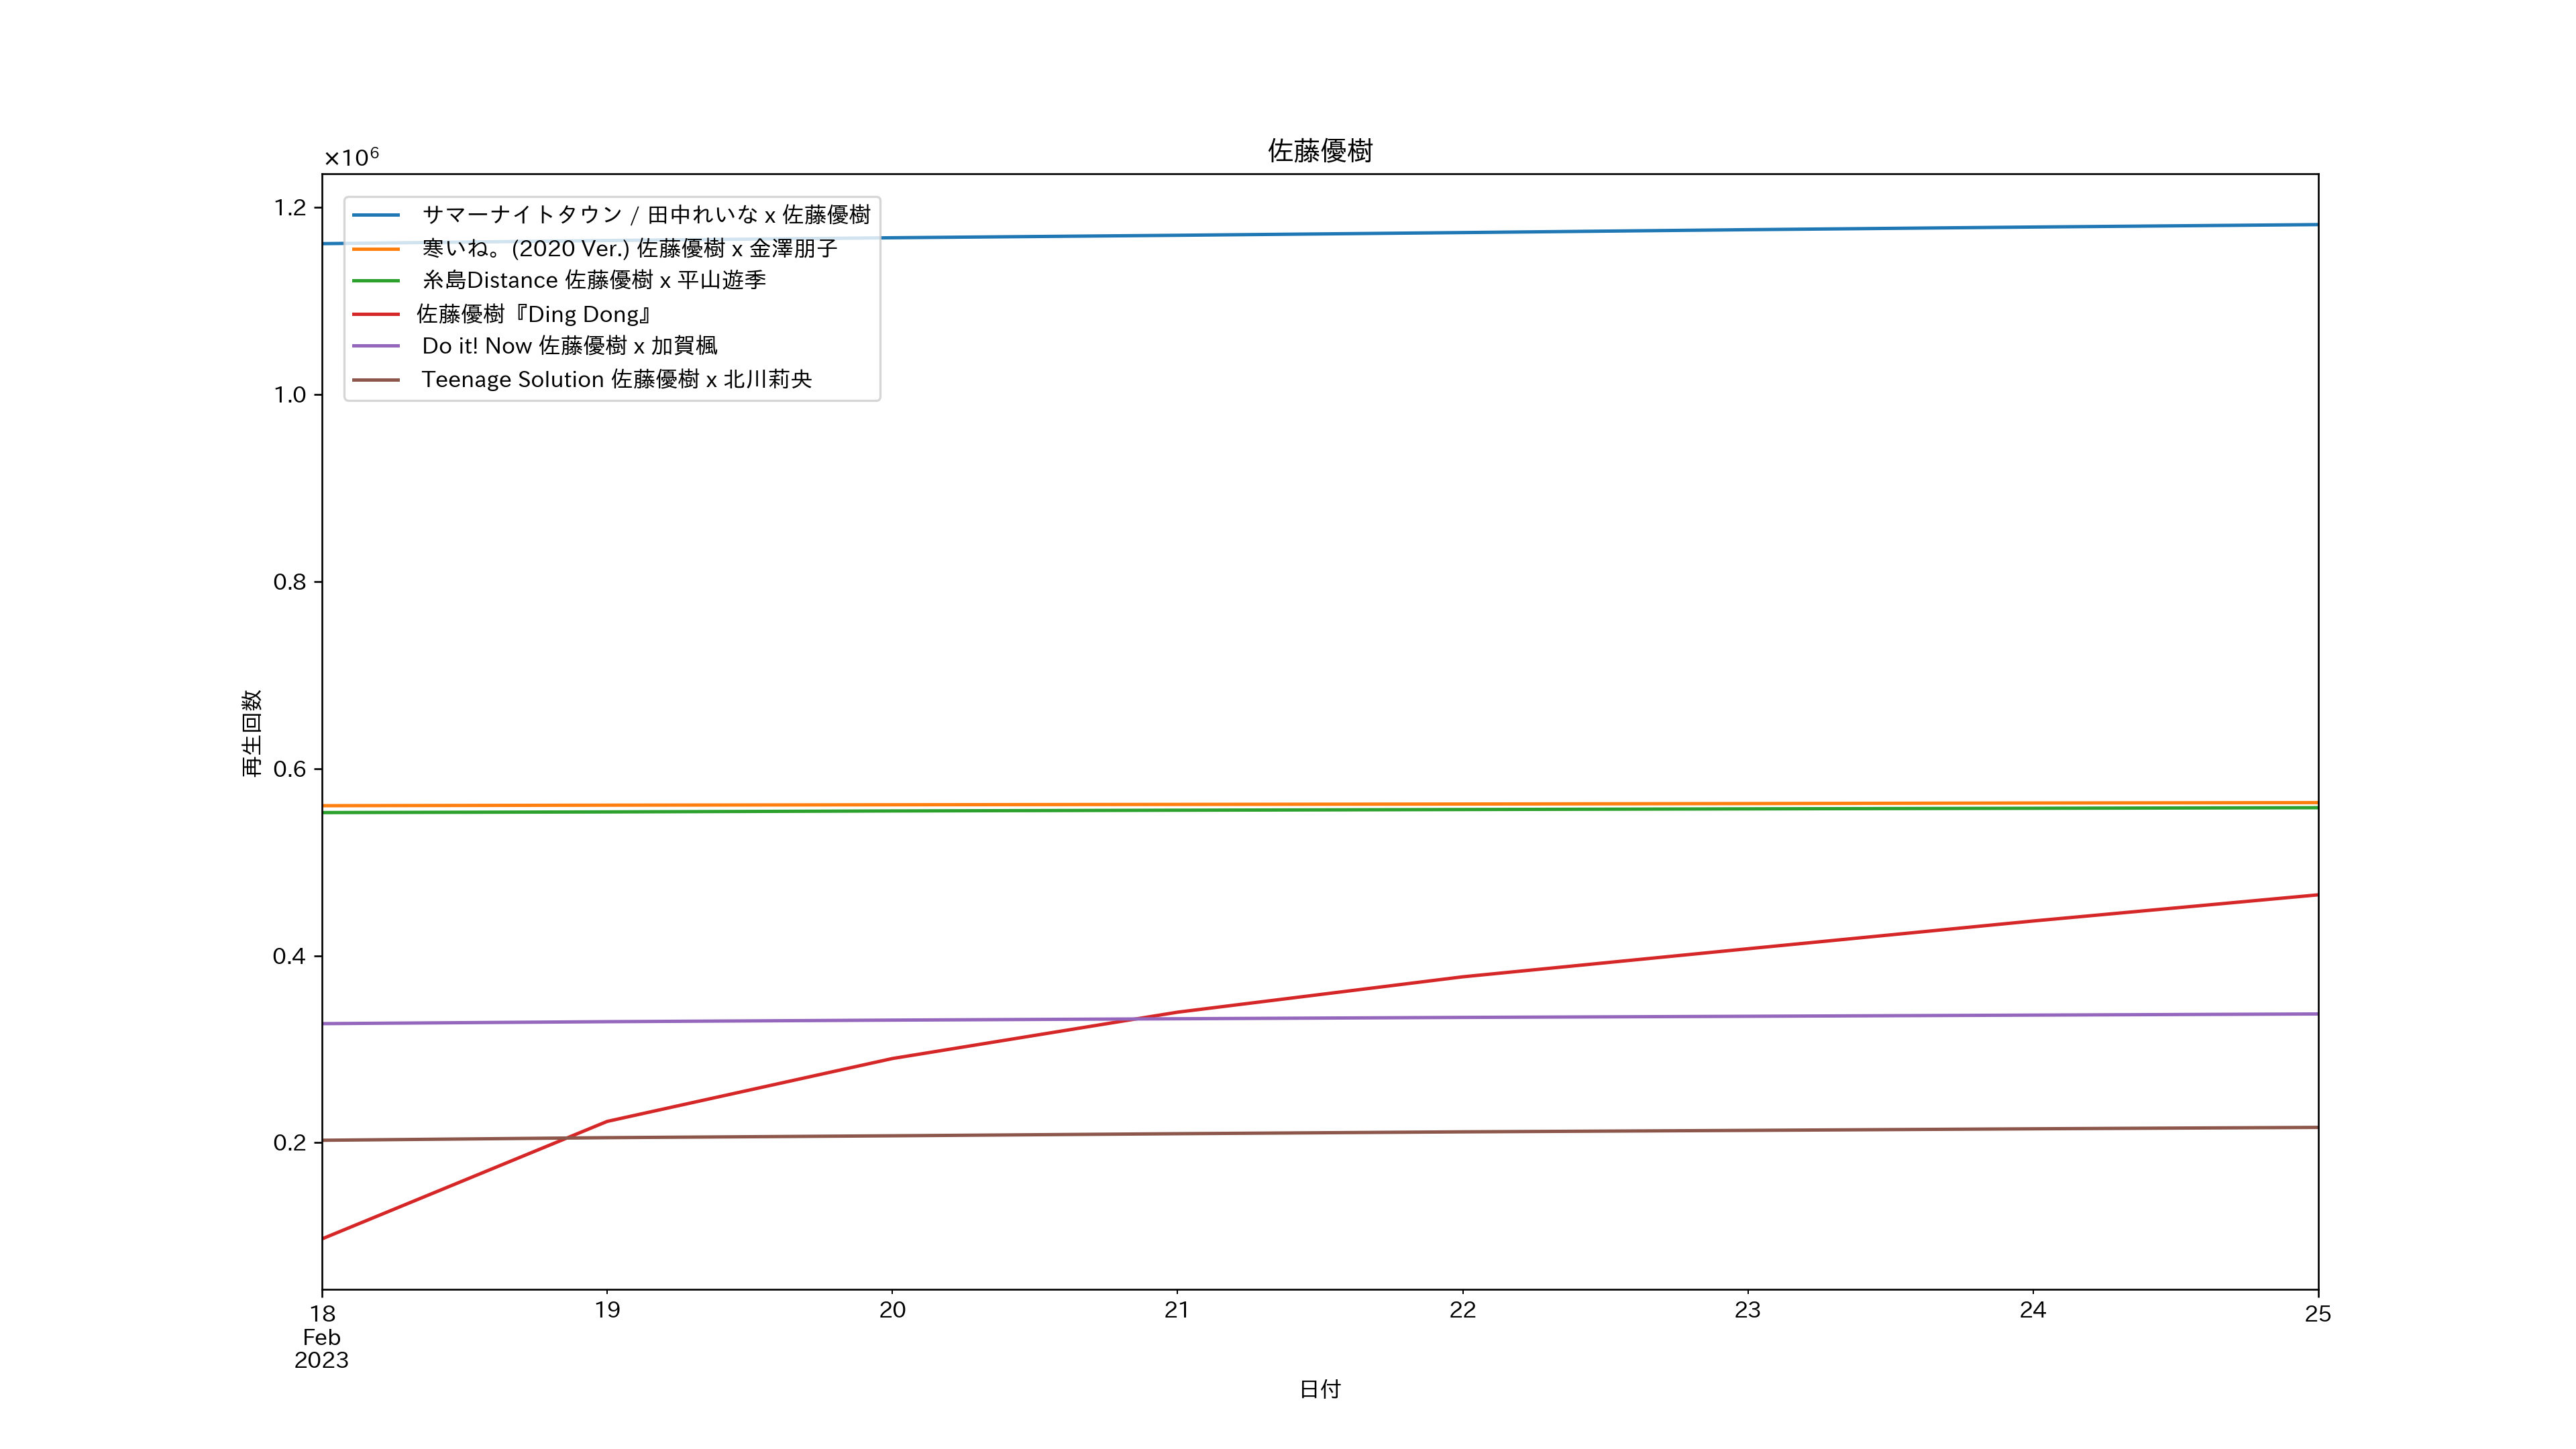 佐藤優樹
×10⁶
1.2
1.0
0.8
0.6
0.4
0.2
再生回数
サマーナイトタウン / 田中れいな x 佐藤優樹
寒いね。(2020 Ver.) 佐藤優樹 x 金澤朋子
糸島Distance 佐藤優樹 x 平山遊季
佐藤優樹『Ding Dong』
Do it! Now 佐藤優樹 x 加賀楓
Teenage Solution 佐藤優樹 x 北川莉央
18 19 20 21 22 23 24 25
Feb
2023
日付